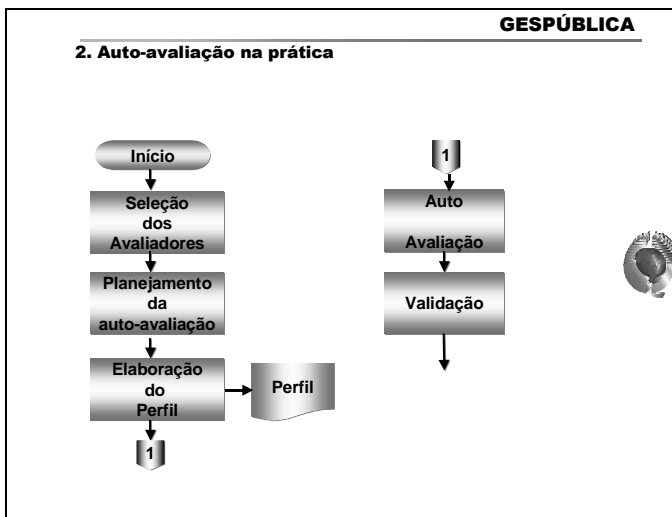 GESPÚBLICA
2. Auto-avaliação na prática
Início
Seleção
dos
Avaliadores
Planejamento
da
auto-avaliação
Elaboração
do
Perfil
Perfil
1
1
Auto
Avaliação
Validação